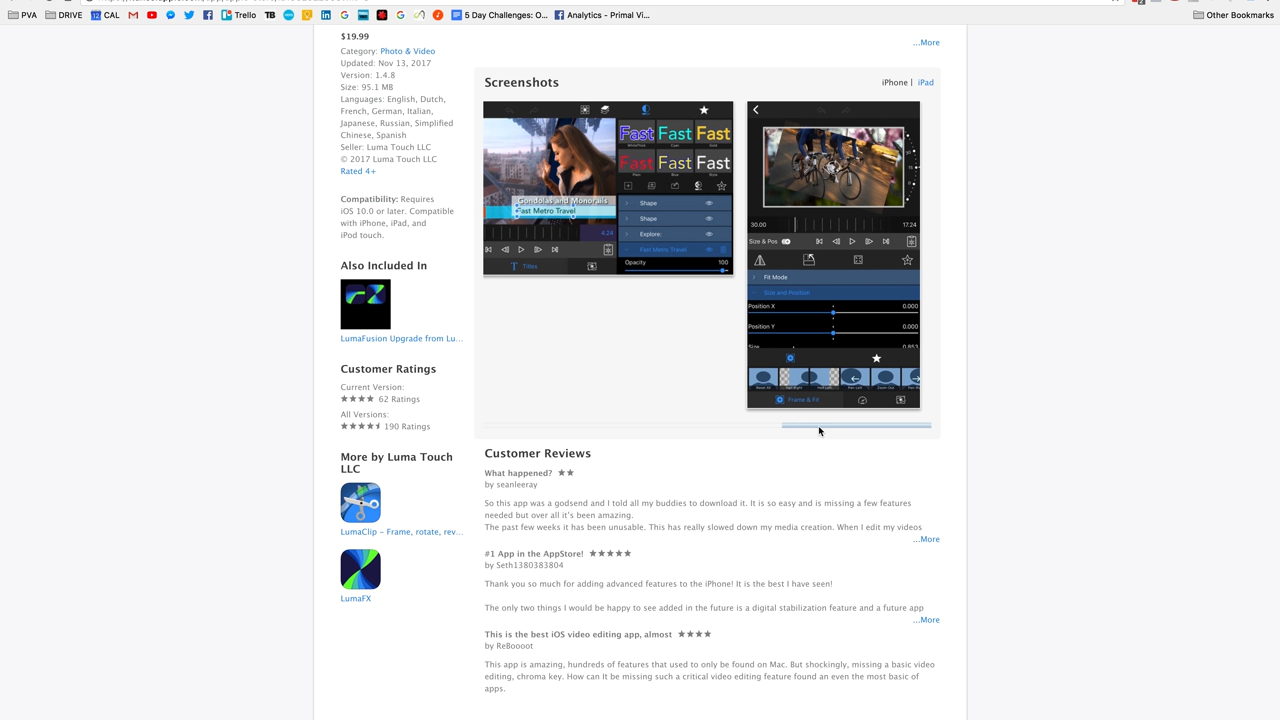 PVA
DRIVE
CAL
Trello
5 Day Challenges: O...
Analytics - Primal Vi...
Other Bookmarks
$19.99
Category: Photo & Video
Updated: Nov 13, 2017
Version: 1.4.8
Size: 95.1 MB
Languages: English, Dutch,
French, German, Italian,
Japanese, Russian, Simplified
Chinese, Spanish
Seller: Luma Touch LLC
© 2017 Luma Touch LLC
Rated 4+
Compatibility: Requires
iOS 10.0 or later. Compatible
with iPhone, iPad, and
iPod touch.
Also Included In
LumaFusion Upgrade from Lu...
Customer Ratings
Current Version:
62 Ratings
All Versions:
190 Ratings
More by Luma Touch
LLC
LumaClip – Frame, rotate, rev...
LumaFX
...More
Screenshots
iPhone | iPad
Fast Fast Fast
Fast Fast Fast
Gondolas and Monorails
Fast Metro Travel
Shape
Shape
Explore:
Fast Metro Travel
4.24
Titles
Opacity 100
30.00 17.24
Size & Pos
Fit Mode
Size and Position
Position X 0.000
Position Y 0.000
Size 0.853
Frame & Fit
Customer Reviews
What happened?
by seanleeray
So this app was a godsend and I told all my buddies to download it. It is so easy and is missing a few features
needed but over all it's been amazing.
The past few weeks it has been unusable. This has really slowed down my media creation. When I edit my videos
...More
#1 App in the AppStore!
by Seth1380383804
Thank you so much for adding advanced features to the iPhone! It is the best I have seen!
The only two things I would be happy to see added in the future is a digital stabilization feature and a future app
...More
This is the best iOS video editing app, almost
by ReBoooot
This app is amazing, hundreds of features that used to only be found on Mac. But shockingly, missing a basic video
editing, chroma key. How can It be missing such a critical video editing feature found an even the most basic of
apps.